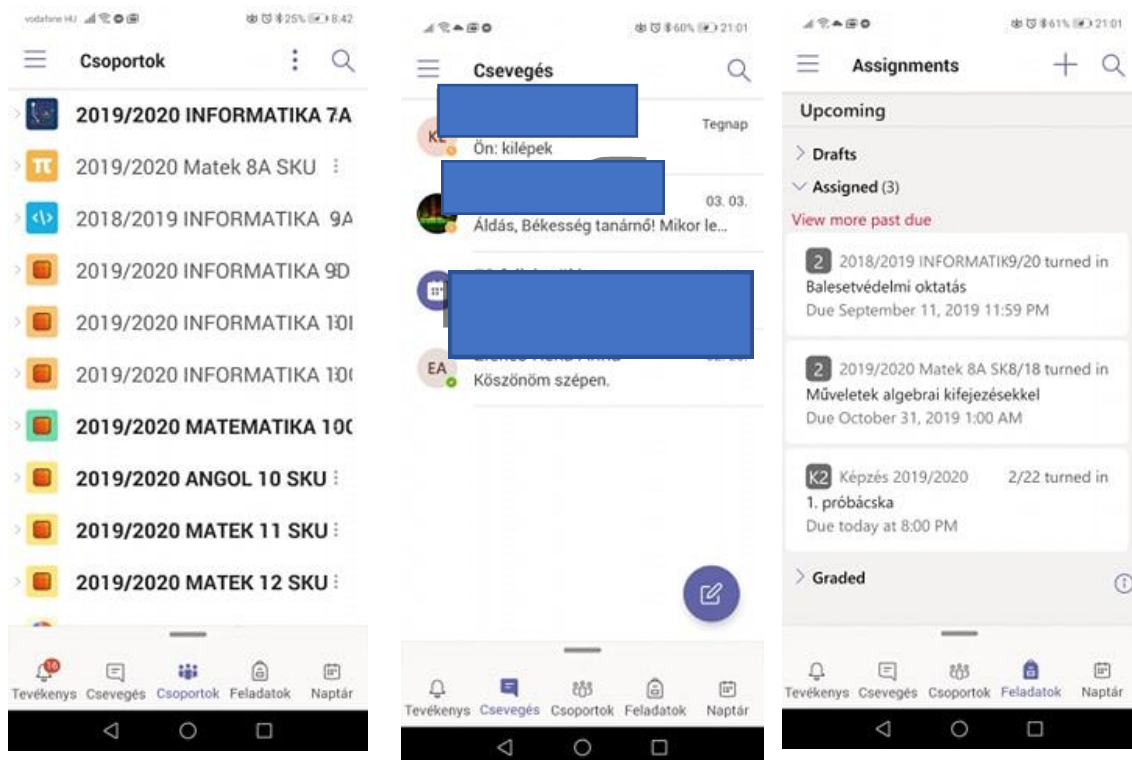 vodafone HU 25% 8:42
Csoportok
2019/2020 INFORMATIKA 7A
2019/2020 Matek 8A SKU
2018/2019 INFORMATIKA 9A
2019/2020 INFORMATIKA 9D
2019/2020 INFORMATIKA
2019/2020 INFORMATIKA
2019/2020 MATEMATIKA 10C
2019/2020 ANGOL 10 SKU
2019/2020 MATEK 11 SKU
2019/2020 MATEK 12 SKU
16
Tevékenys Csevegés Csoportok Feladatok Naptár
60% 21:01
Csevegés
Tegnap
Ön: kilépek
03. 03.
Áldás, Békesség tanárnő! Mikor le...
EA
Köszönöm szépen.
Tevékenys Csevegés Csoportok Feladatok Naptár
61% 21:01
Assignments
Upcoming
Drafts
Assigned (3)
View more past due
2 2018/2019 INFORMATIK9/20 turned in
Balesetvédelmi oktatás
Due September 11, 2019 11:59 PM
2 2019/2020 Matek 8A SK8/18 turned in
Műveletek algebrai kifejezésekkel
Due October 31, 2019 1:00 AM
K2 Képzés 2019/2020 2/22 turned in
1. próbácska
Due today at 8:00 PM
Graded
Tevékenys Csevegés Csoportok Feladatok Naptár